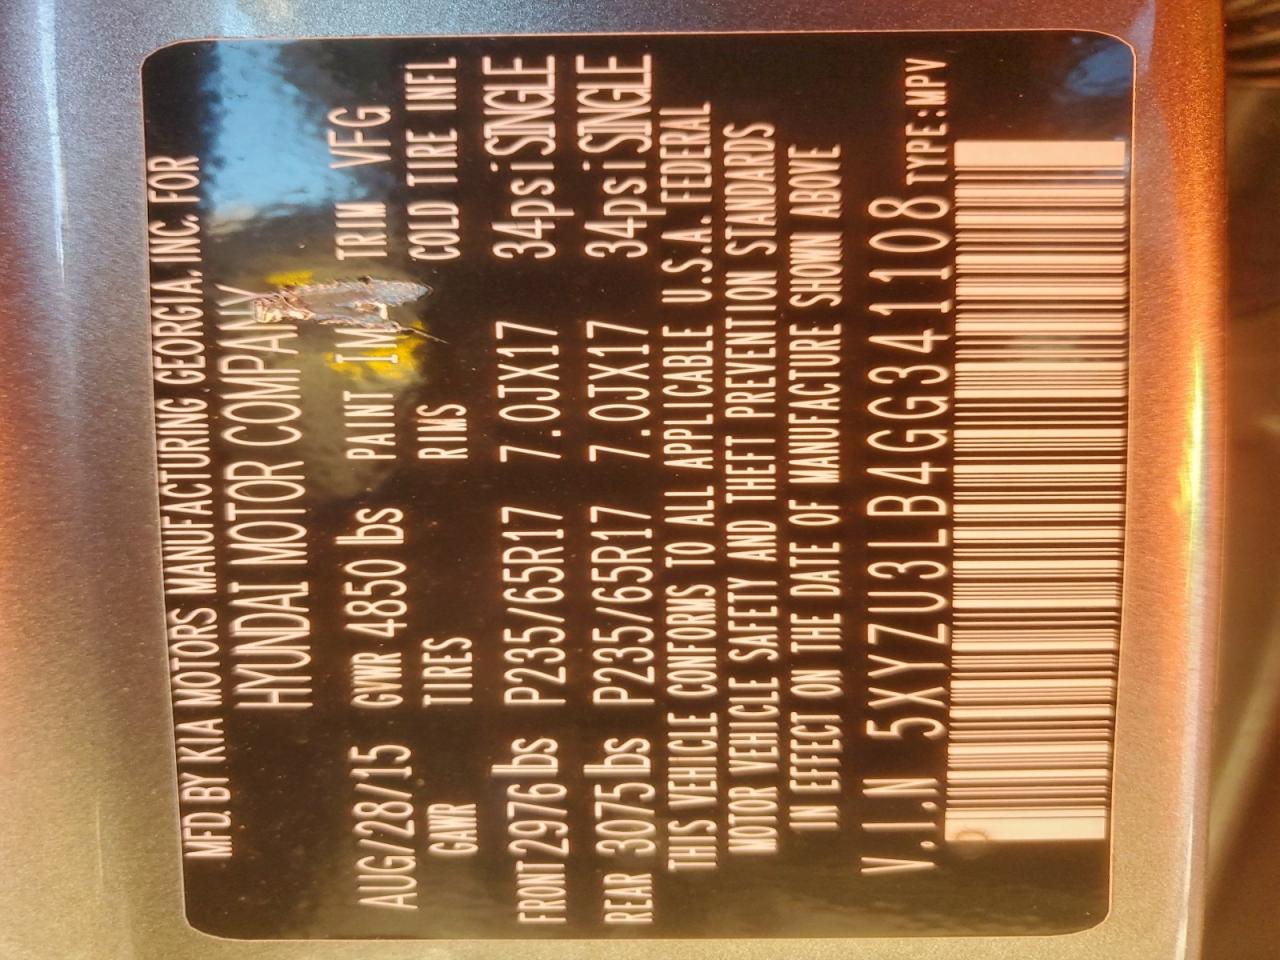 MFD. BY KIA MOTORS MANUFACTURING GEORGIA, INC. FOR
HYUNDAI MOTOR COMPANY
AUG/28/15 GVWR 4850 lbs PAINT IM TRIM VFG
GAWR TIRES RIMS COLD TIRE INFL
FRONT 2976 lbs P235/65R17 7.0JX17 34psi SINGLE
REAR 3075 lbs P235/65R17 7.0JX17 34psi SINGLE
THIS VEHICLE CONFORMS TO ALL APPLICABLE U.S.A. FEDERAL
MOTOR VEHICLE SAFETY AND THEFT PREVENTION STANDARDS
IN EFFECT ON THE DATE OF MANUFACTURE SHOWN ABOVE
V.I.N 5XYZU3LB4GG341108 TYPE:MPV